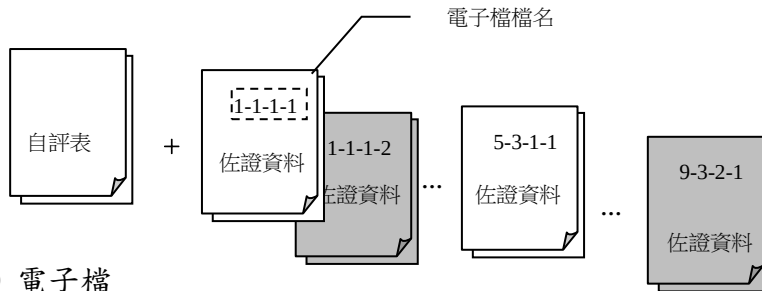 電子檔檔名
自評表
+
1-1-1-1
佐證資料
1-1-1-2
佐證資料
...
5-3-1-1
佐證資料
...
9-3-2-1
佐證資料
電子檔